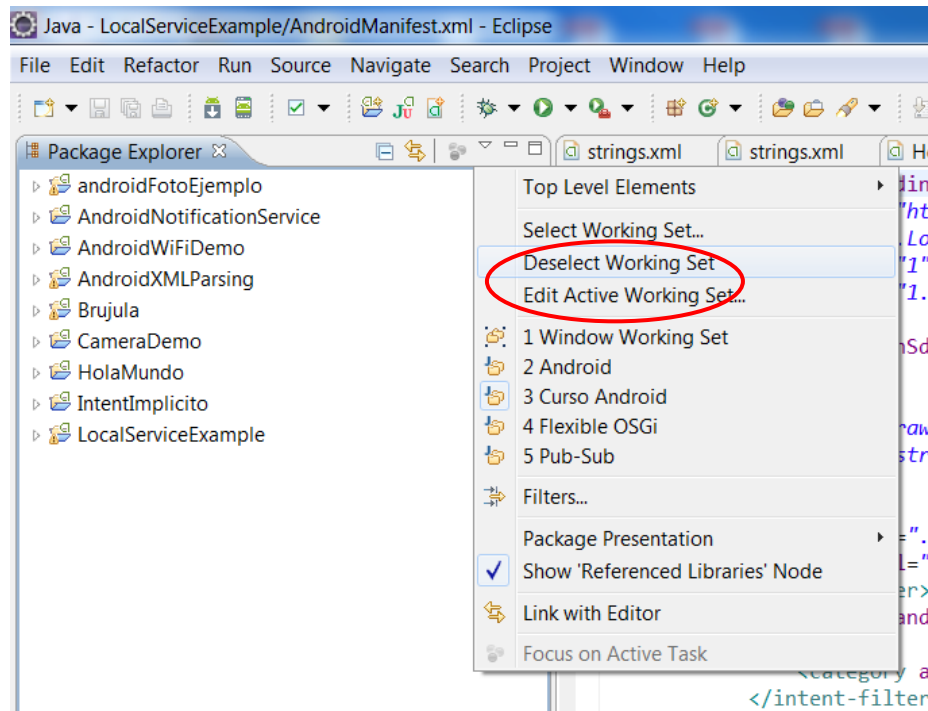 Java - LocalServiceExample/AndroidManifest.xml - Eclipse
File Edit Refactor Run Source Navigate Search Project Window Help
Package Explorer
strings.xml
strings.xml
androidFotoEjemplo
AndroidNotificationService
AndroidWiFiDemo
AndroidXMLParsing
Brujula
CameraDemo
HolaMundo
IntentImplicito
LocalServiceExample
Top Level Elements
Select Working Set...
Deselect Working Set
Edit Active Working Set...
1 Window Working Set
2 Android
3 Curso Android
4 Flexible OSGi
5 Pub-Sub
Filters...
Package Presentation
Show 'Referenced Libraries' Node
Link with Editor
Focus on Active Task